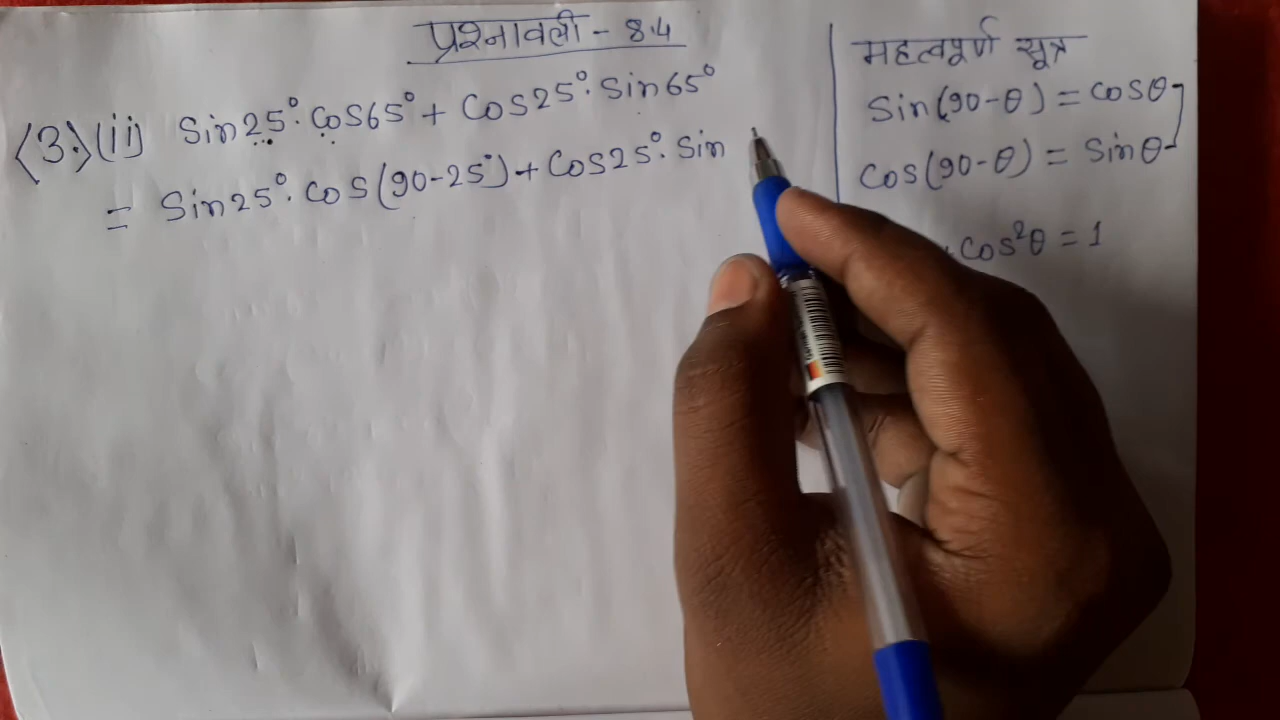 प्रश्नावली - 8.4
महत्वपूर्ण सूत्र
<3.>(ii) Sin25°. Cos65° + Cos25°. Sin65°
= Sin25°. Cos(90-25°) + Cos25°. Sin
Sin(90-θ) = cosθ
Cos(90-θ) = Sinθ
Cos²θ = 1